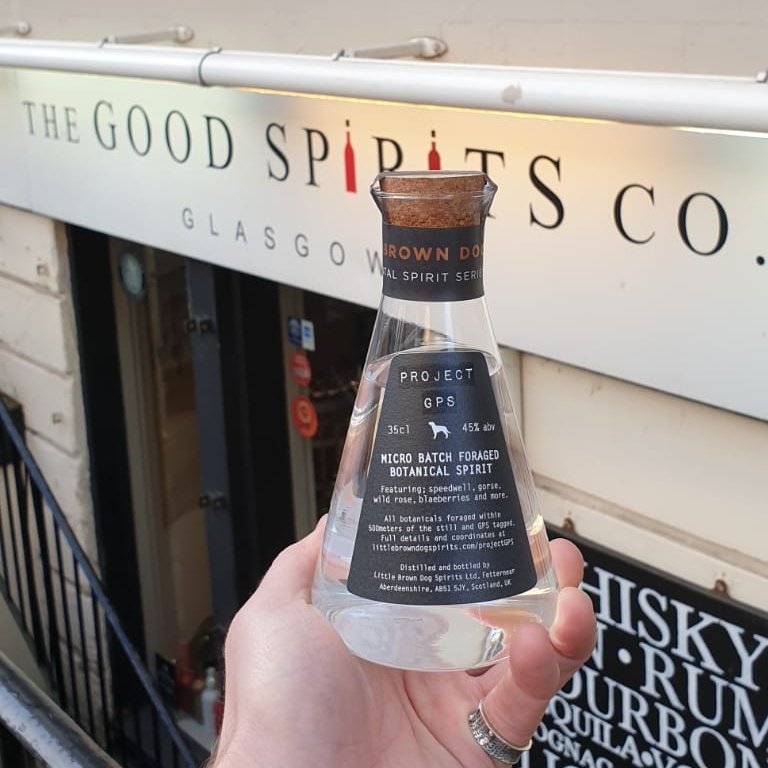 THE GOOD SPIRITS CO.
GLASGOW
BROWN DOG
TAL SPIRIT SERIE
PROJECT
GPS
35cl 45% abv
MICRO BATCH FORAGED
BOTANICAL SPIRIT
Featuring; speedwell, gorse,
wild rose, blaeberries and more.
All botanicals foraged within
500meters of the still and GPS tagged.
Full details and coordinates at
littlebrowndogspirits.com/projectGPS
Distilled and bottled by
Little Brown Dog Spirits Ltd, Fetternear
Aberdeenshire, AB51 5JY, Scotland, UK
WHISKY
N • RUM
OURBON
QUILA • VO
OGNAC